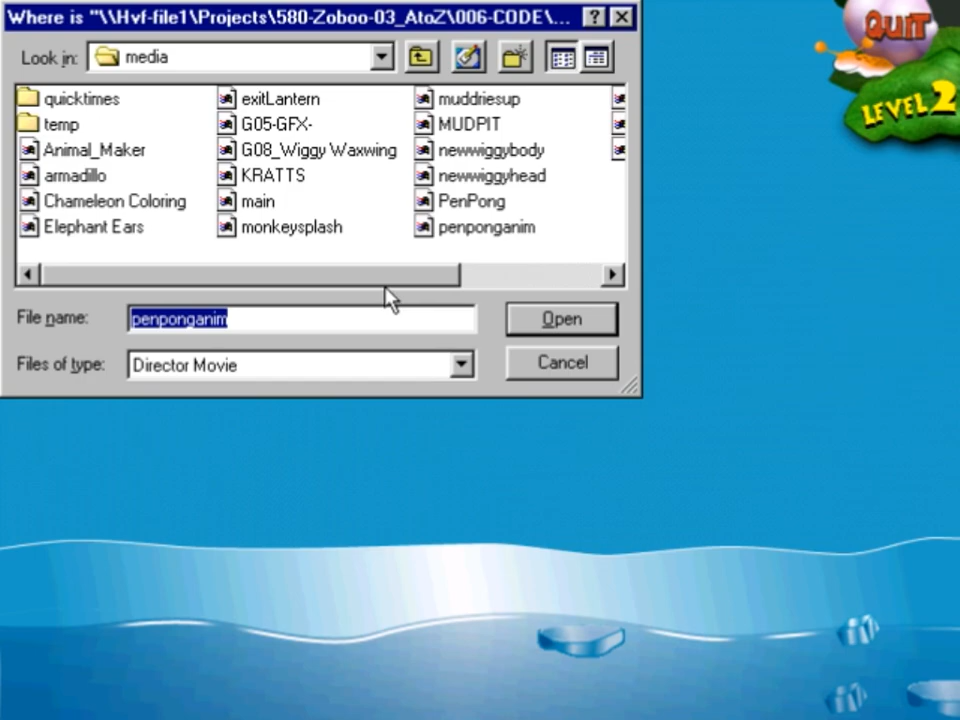 Where is "\\Hvf-file1\Projects\580-Zoboo-03_AtoZ\006-CODE\...
QUIT
Look in: media
LEVEL 2
quicktimes exitLantern muddriesup
temp G05-GFX- MUDPIT
Animal_Maker G08_Wiggy Waxwing newwiggybody
armadillo KRATTS newwiggyhead
Chameleon Coloring main PenPong
Elephant Ears monkeysplash penponganim
File name: penponganim Open
Files of type: Director Movie Cancel